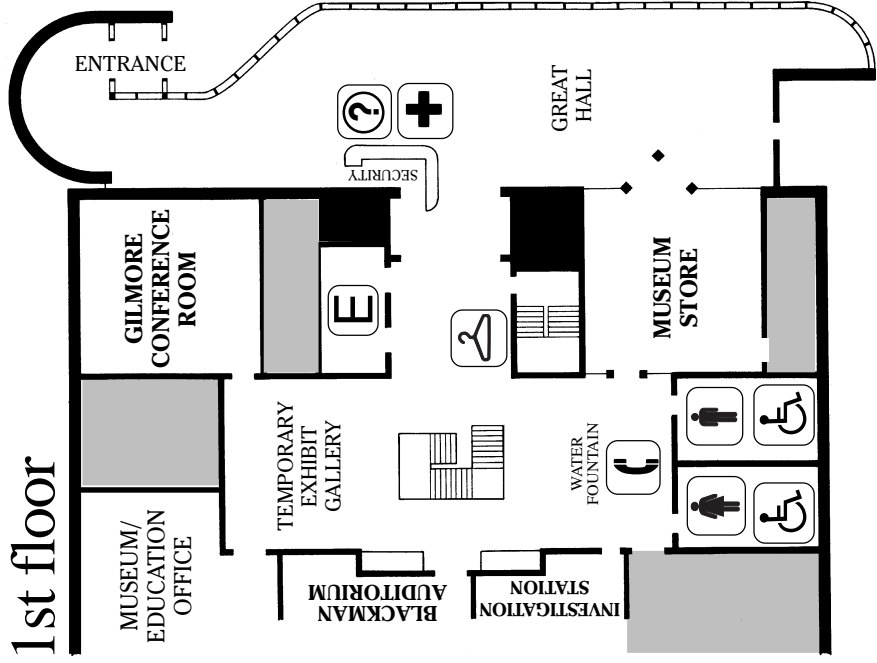 ENTRANCE
GREAT
HALL
?
SECURITY
GILMORE
CONFERENCE
ROOM
E
MUSEUM
STORE
TEMPORARY
EXHIBIT
GALLERY
WATER
FOUNTAIN
1st floor
MUSEUM/
EDUCATION
OFFICE
BLACKMAN
AUDITORIUM
INVESTIGATION
STATION